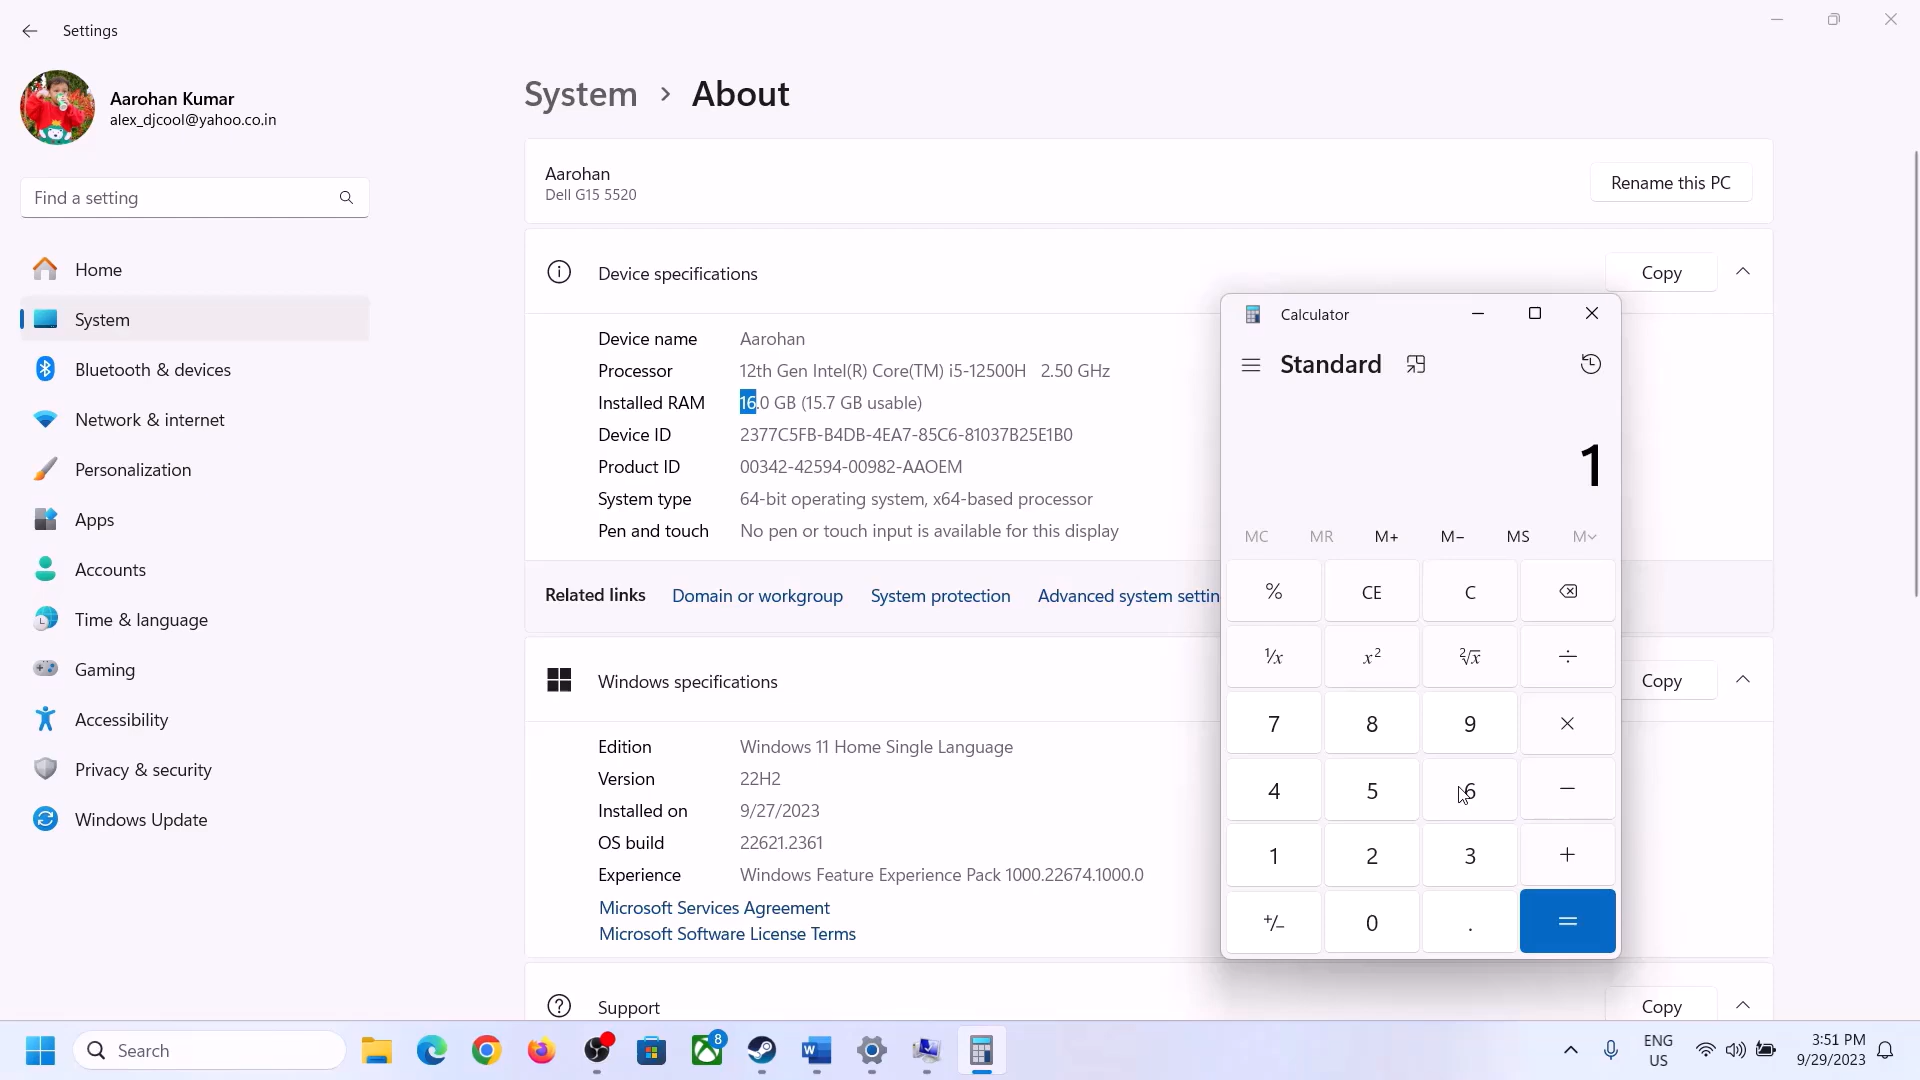 Settings
Aarohan Kumar
alex_djcool@yahoo.co.in
Find a setting
Home
System
Bluetooth & devices
Network & internet
Personalization
Apps
Accounts
Time & language
Gaming
Accessibility
Privacy & security
Windows Update
System > About
Aarohan
Dell G15 5520
Rename this PC
Device specifications
Copy
Device name Aarohan
Processor 12th Gen Intel(R) Core(TM) i5-12500H 2.50 GHz
Installed RAM 16.0 GB (15.7 GB usable)
Device ID 2377C5FB-B4DB-4EA7-85C6-81037B25E1B0
Product ID 00342-42594-00982-AAOEM
System type 64-bit operating system, x64-based processor
Pen and touch No pen or touch input is available for this display
Related links Domain or workgroup System protection Advanced system settin
Windows specifications
Copy
Edition Windows 11 Home Single Language
Version 22H2
Installed on 9/27/2023
OS build 22621.2361
Experience Windows Feature Experience Pack 1000.22674.1000.0
Microsoft Services Agreement
Microsoft Software License Terms
Support
Copy
Calculator
Standard
1
MC MR M+ M− MS M
% CE C
¹/x x² ²√x ÷
7 8 9 ×
4 5 6 −
1 2 3 +
+/− 0 . =
Search
8
ENG
US
3:51 PM
9/29/2023